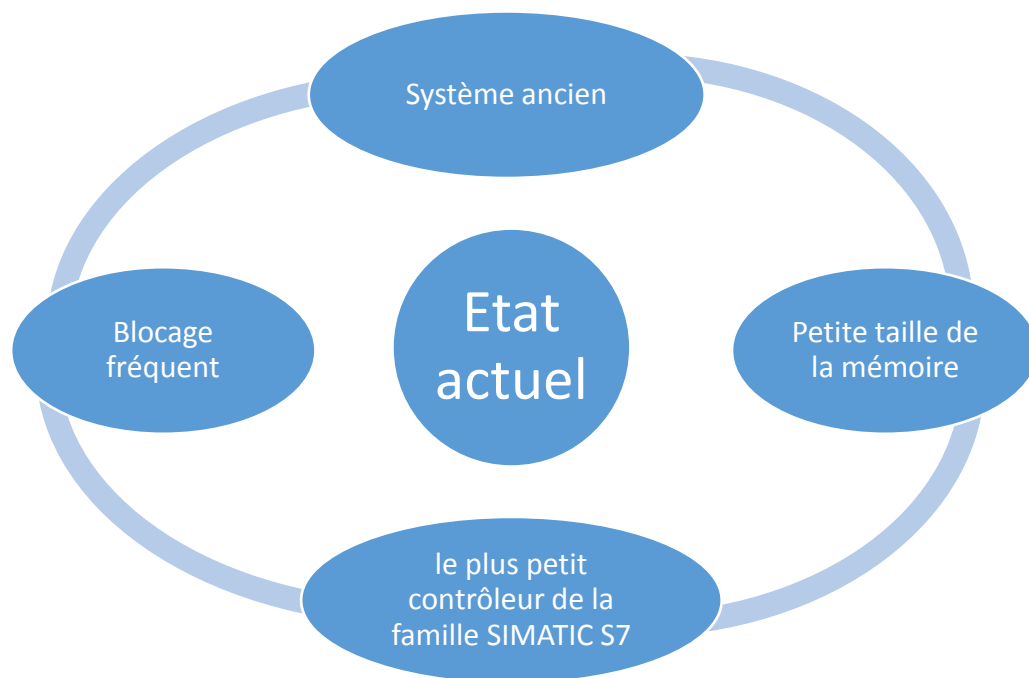 Système ancien
Etat
actuel
Blocage
fréquent
Petite taille de
la mémoire
le plus petit
contrôleur de la
famille SIMATIC S7